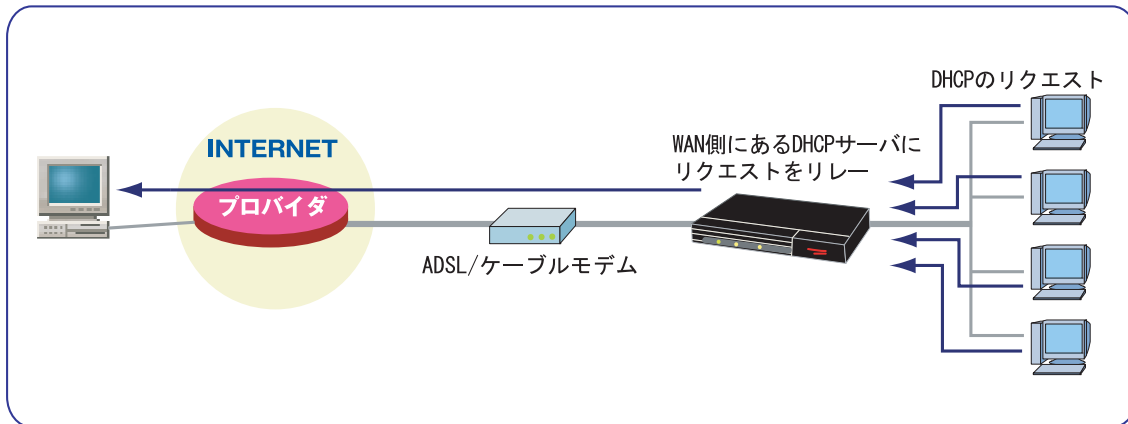 DHCPのリクエスト
WAN側にあるDHCPサーバに
リクエストをリレー
INTERNET
プロバイダ
ADSL/ケーブルモデム